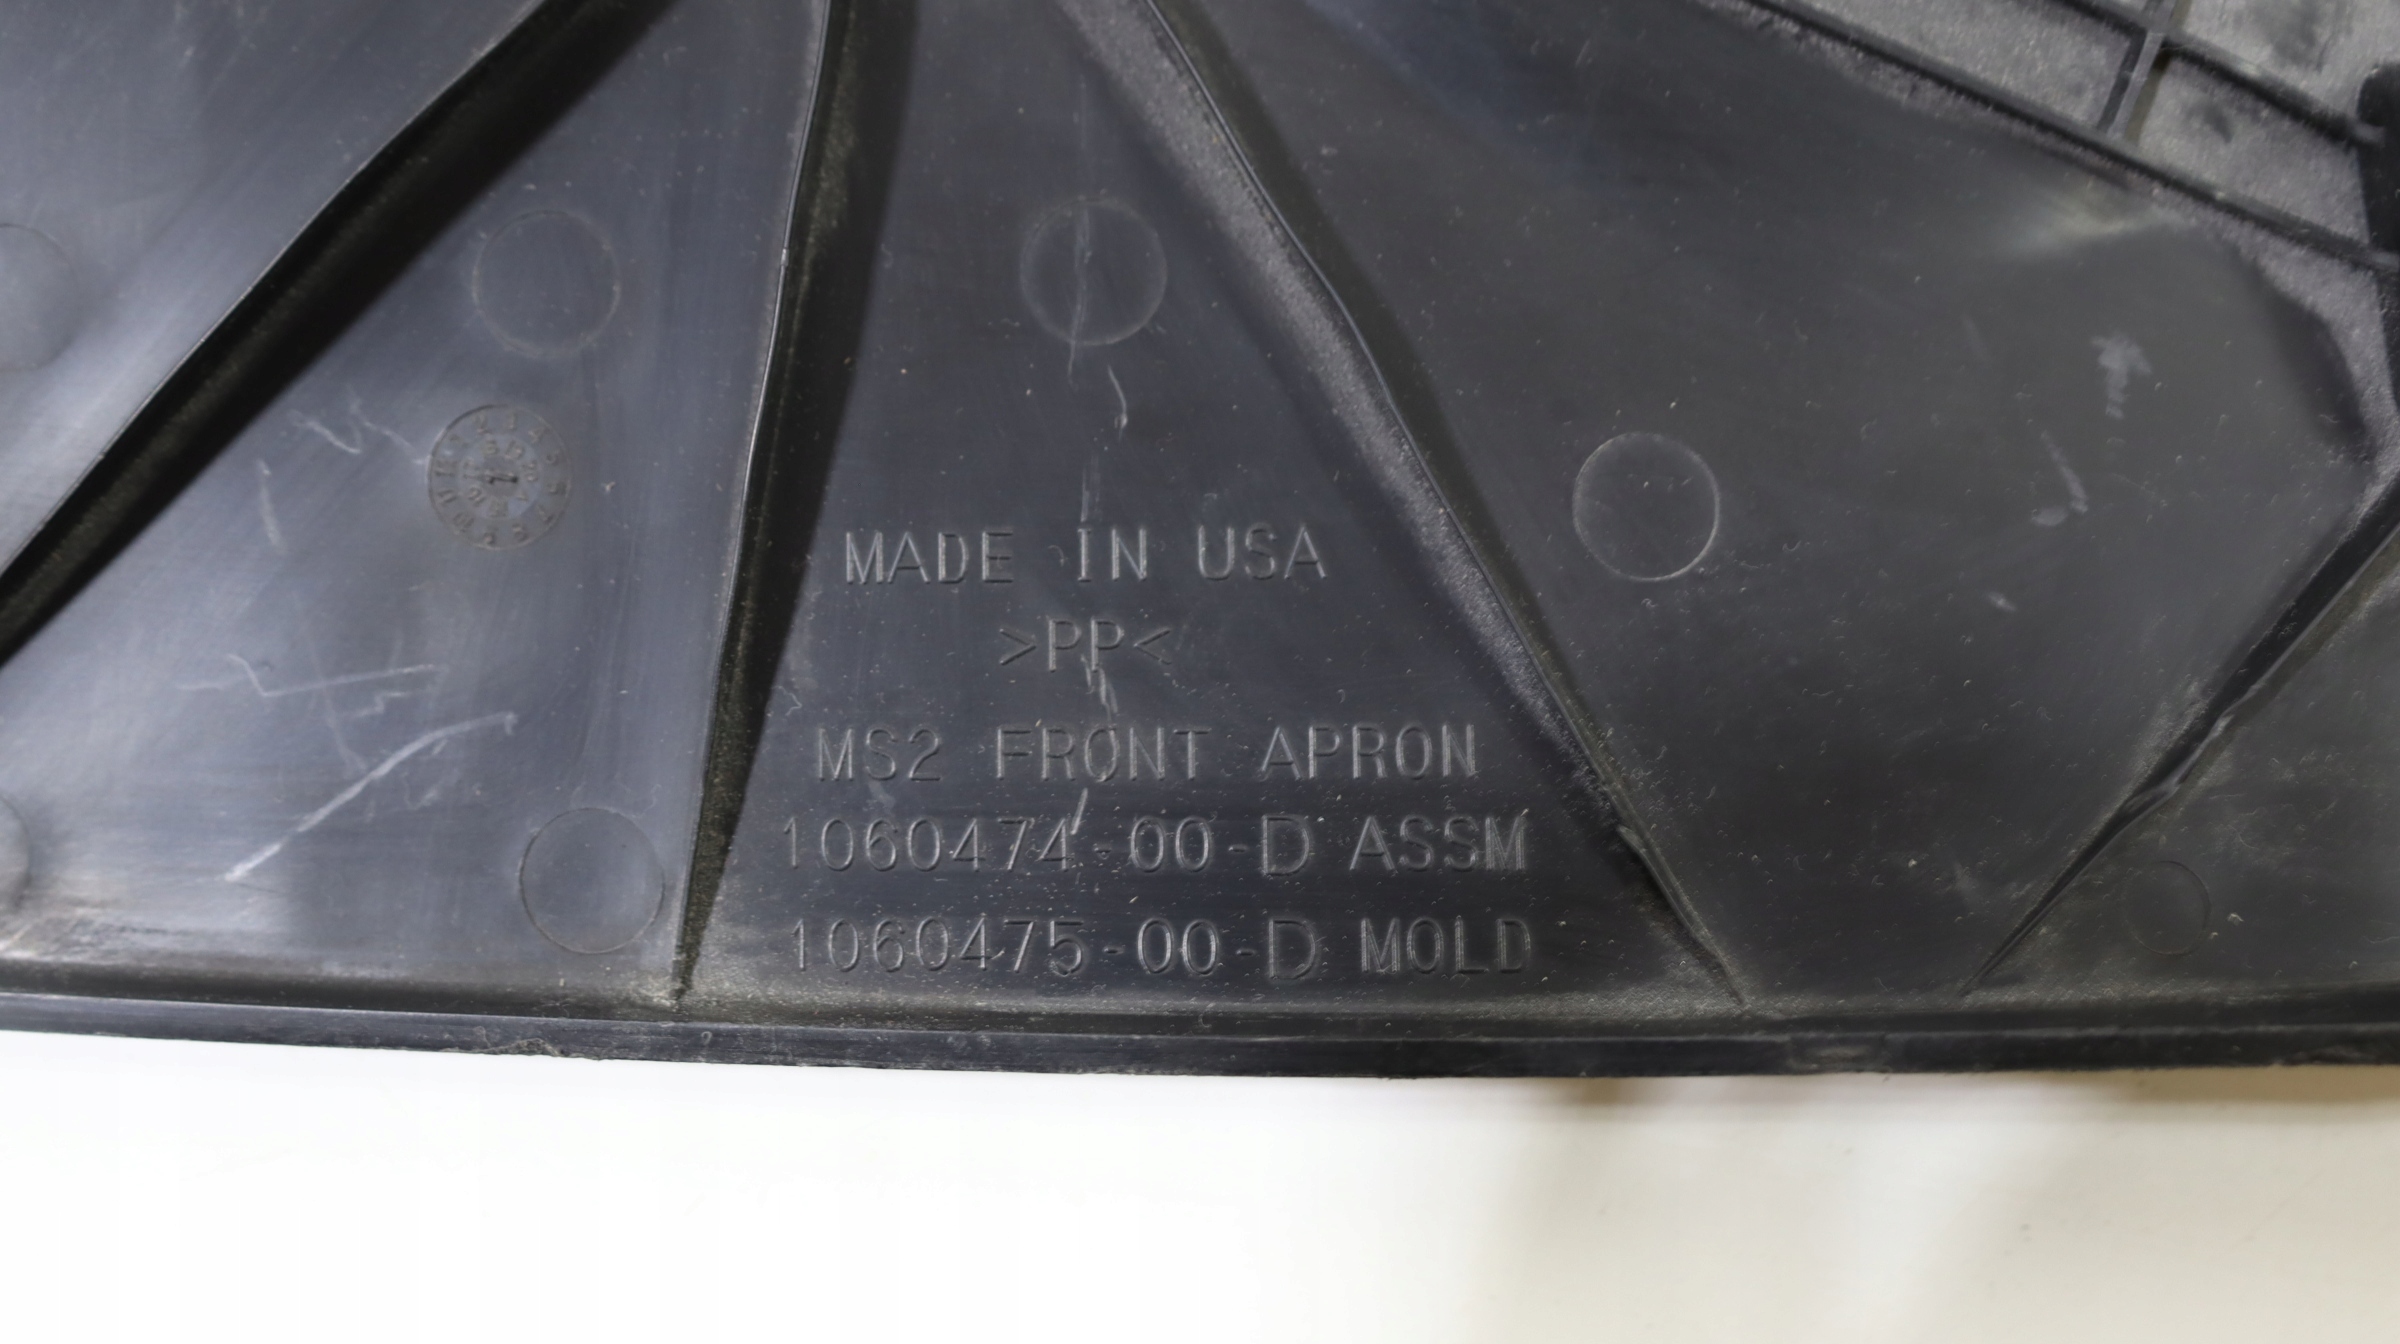 MADE IN USA
>PP<
MS2 FRONT APRON
1060474-00-D ASSM
1060475-00-D MOLD